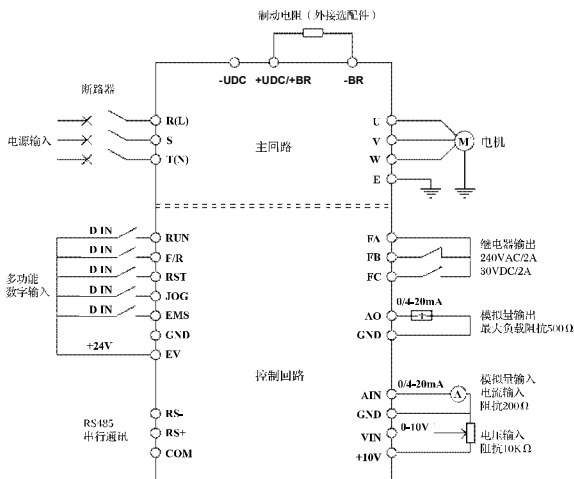 制动电阻（外接选配件）
-UDC +UDC/+BR -BR
断路器
电源输入
R(L)
S
T(N)
主回路
U
V
W
E
M
电机
D IN RUN
D IN F/R
D IN RST
D IN JOG
D IN EMS
GND
+24V EV
多功能
数字输入
FA
FB
FC
继电器输出
240VAC/2A
30VDC/2A
AO
0/4-20mA
GND
模拟量输出
最大负载阻抗500Ω
控制回路
RS485
串行通讯
RS-
RS+
COM
AIN
0/4-20mA
A
GND
VIN
0-10V
+10V
模拟量输入
电流输入
阻抗200Ω
电压输入
阻抗10KΩ